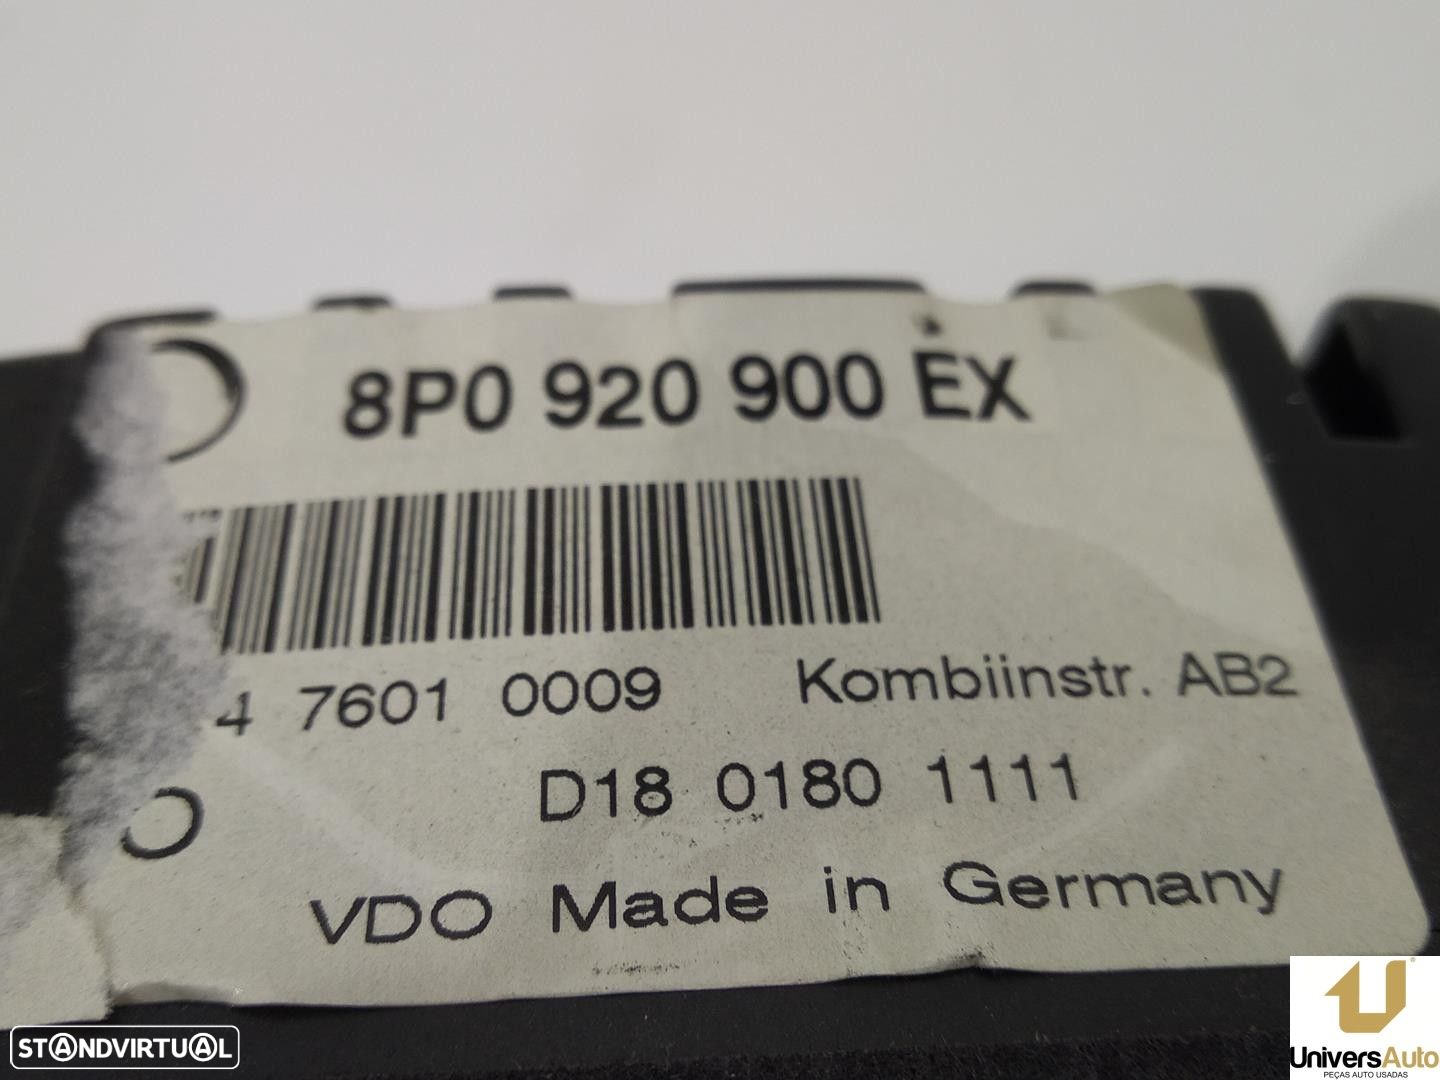 8P0 920 900 EX
4 7601 0009 Kombiinstr. AB2
D18 0180 1111
VDO Made in Germany
STANDVIRTUAL
UniversAuto
PEÇAS AUTO USADAS